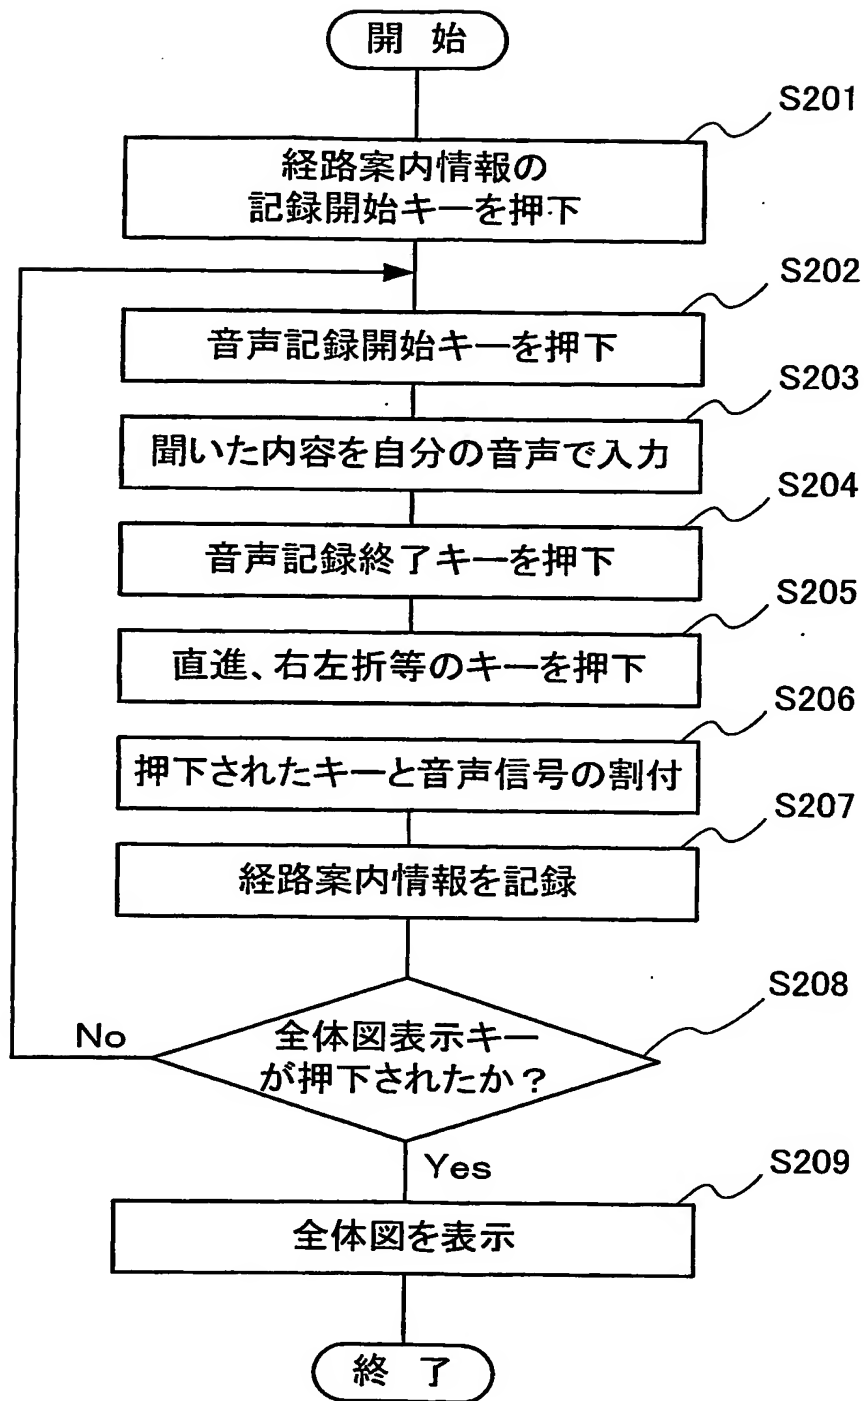 開 始
S201
経路案内情報の
記録開始キーを押下
S202
音声記録開始キーを押下
S203
聞いた内容を自分の音声で入力
S204
音声記録終了キーを押下
S205
直進、右左折等のキーを押下
S206
押下されたキーと音声信号の割付
S207
経路案内情報を記録
S208
全体図表示キー
が押下されたか？
No
Yes
S209
全体図を表示
終 了